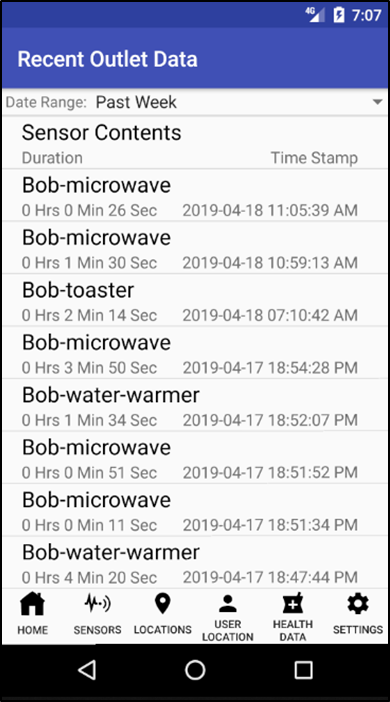 4G 7:07
Recent Outlet Data
Date Range: Past Week
Sensor Contents
Duration Time Stamp
Bob-microwave
0 Hrs 0 Min 26 Sec 2019-04-18 11:05:39 AM
Bob-microwave
0 Hrs 1 Min 30 Sec 2019-04-18 10:59:13 AM
Bob-toaster
0 Hrs 2 Min 14 Sec 2019-04-18 07:10:42 AM
Bob-microwave
0 Hrs 3 Min 50 Sec 2019-04-17 18:54:28 PM
Bob-water-warmer
0 Hrs 1 Min 34 Sec 2019-04-17 18:52:07 PM
Bob-microwave
0 Hrs 0 Min 51 Sec 2019-04-17 18:51:52 PM
Bob-microwave
0 Hrs 0 Min 11 Sec 2019-04-17 18:51:34 PM
Bob-water-warmer
0 Hrs 4 Min 20 Sec 2019-04-17 18:47:44 PM
HOME SENSORS LOCATIONS USER LOCATION HEALTH DATA SETTINGS